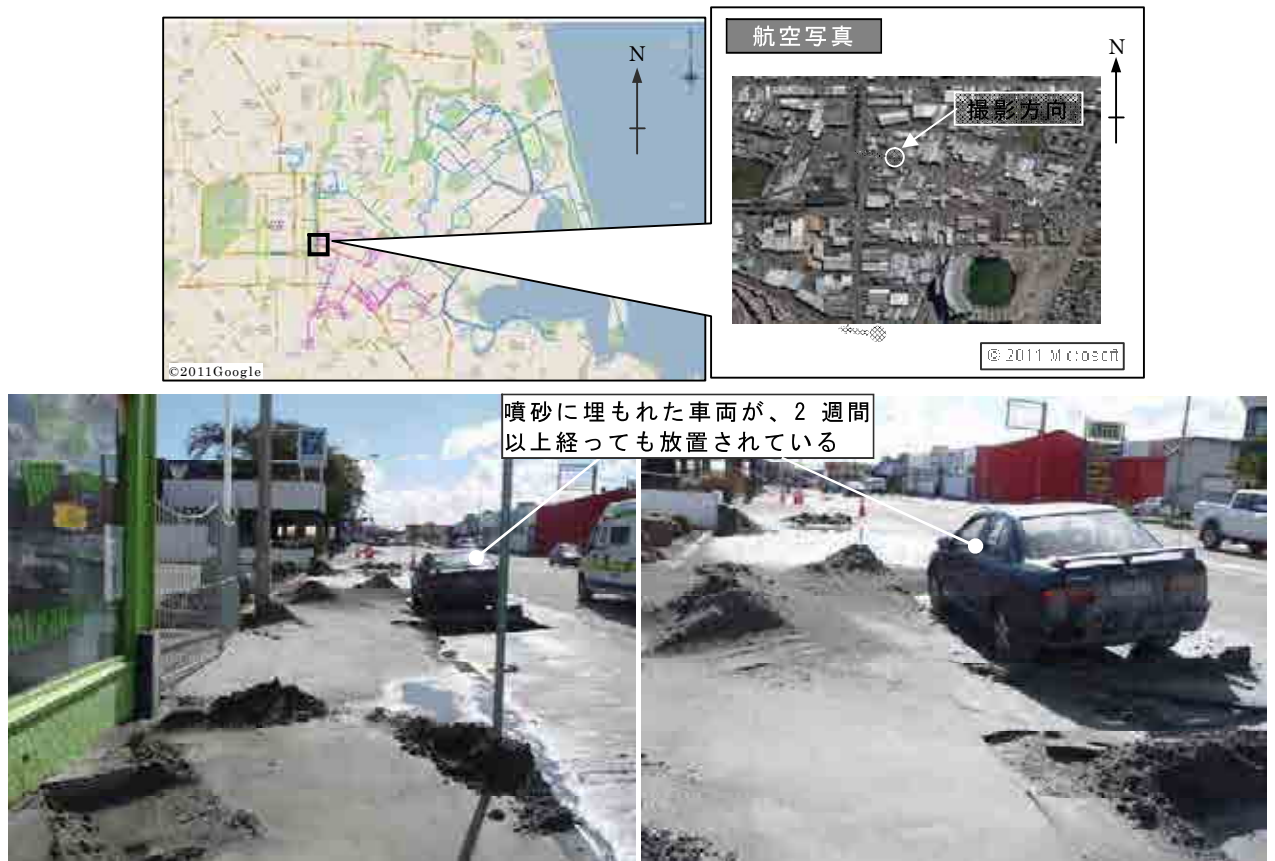 N
©2011Google
航空写真
撮影方向
N
© 2011 Microsoft
噴砂に埋もれた車両が、2 週間
以上経っても放置されている